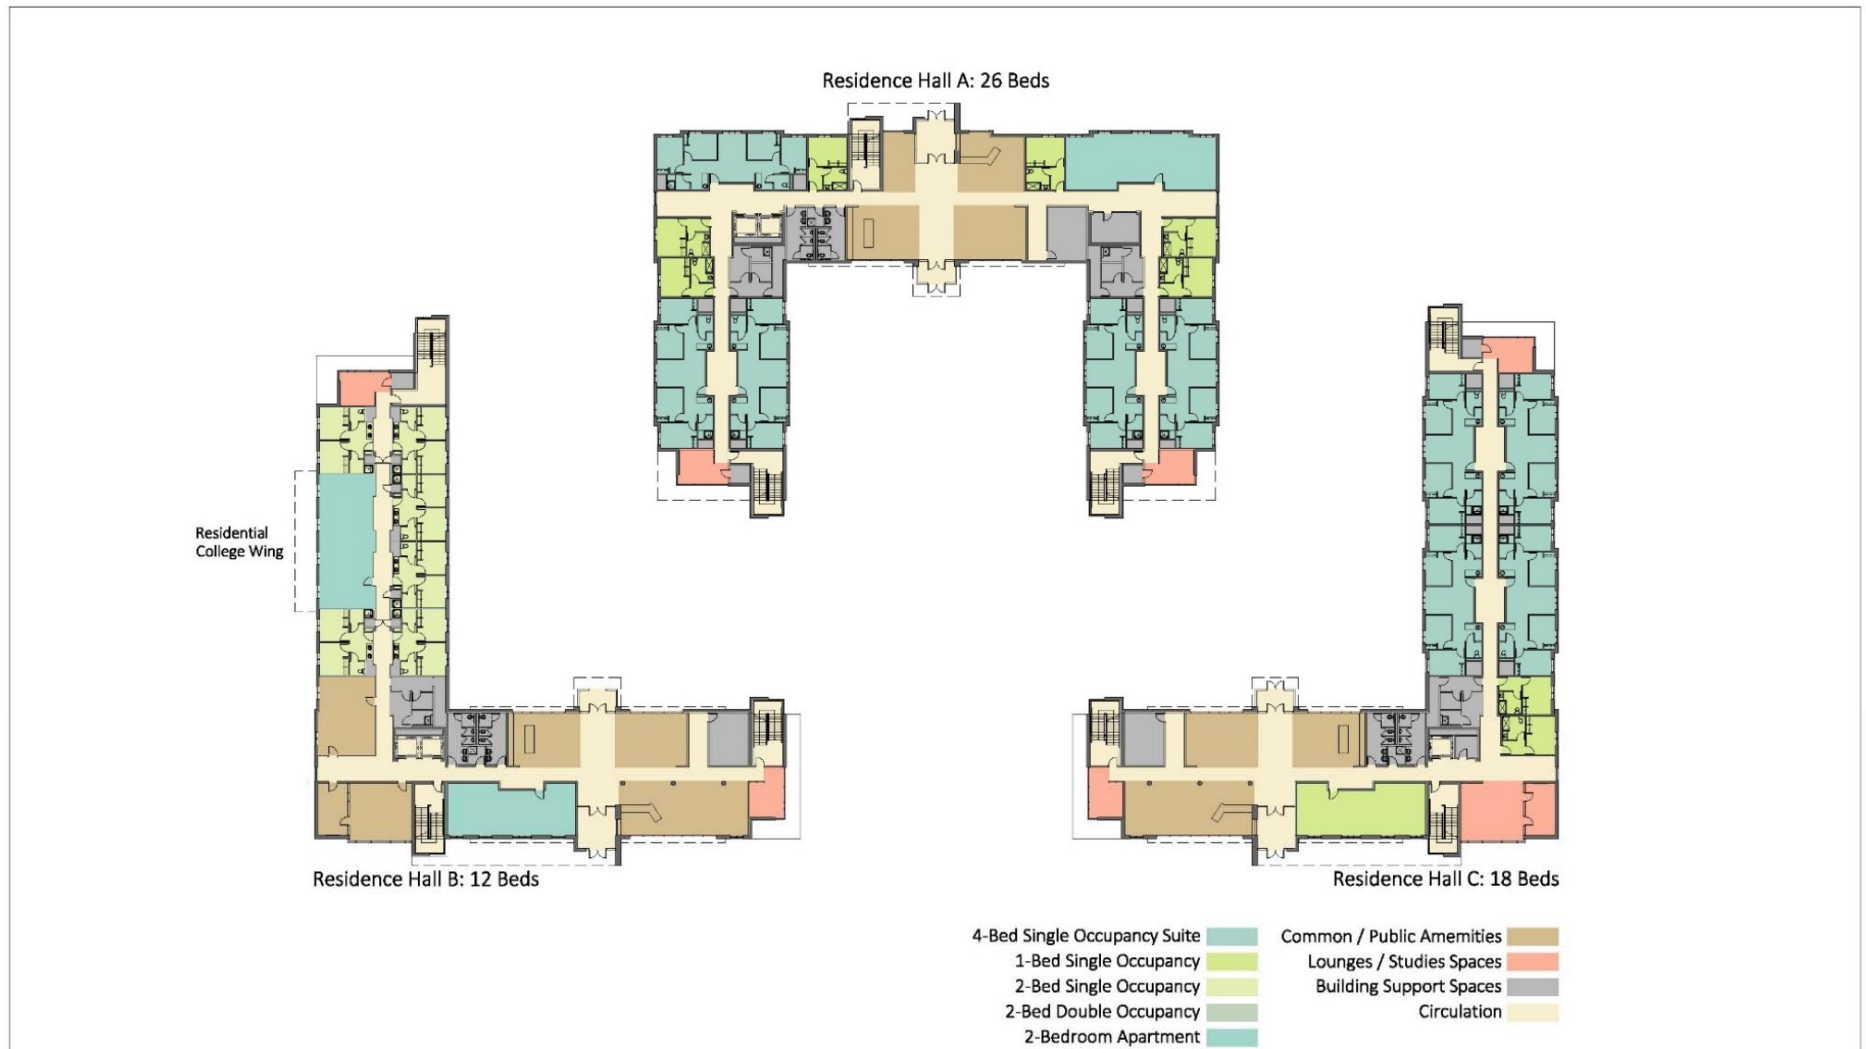 Residence Hall A: 26 Beds
Residential
College Wing
Residence Hall B: 12 Beds
Residence Hall C: 18 Beds
4-Bed Single Occupancy Suite
1-Bed Single Occupancy
2-Bed Single Occupancy
2-Bed Double Occupancy
2-Bedroom Apartment
Common / Public Amemities
Lounges / Studies Spaces
Building Support Spaces
Circulation